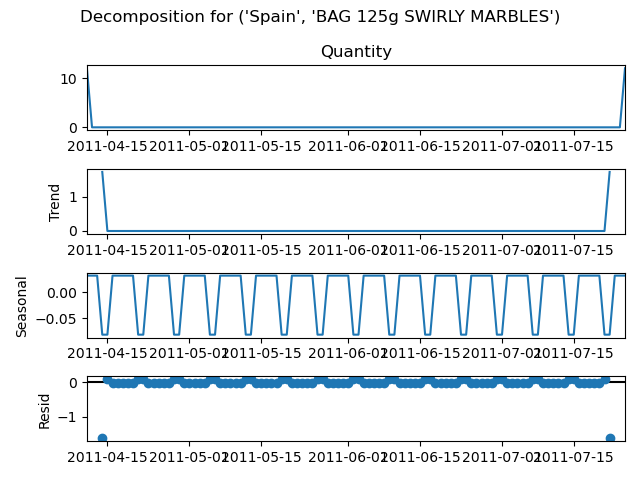 Decomposition for ('Spain', 'BAG 125g SWIRLY MARBLES')
Quantity
10
0
2011-04-15 2011-05-01 2011-05-15 2011-06-01 2011-06-15 2011-07-01 2011-07-15
Trend
1
0
2011-04-15 2011-05-01 2011-05-15 2011-06-01 2011-06-15 2011-07-01 2011-07-15
Seasonal
0.00
−0.05
2011-04-15 2011-05-01 2011-05-15 2011-06-01 2011-06-15 2011-07-01 2011-07-15
Resid
0
−1
2011-04-15 2011-05-01 2011-05-15 2011-06-01 2011-06-15 2011-07-01 2011-07-15